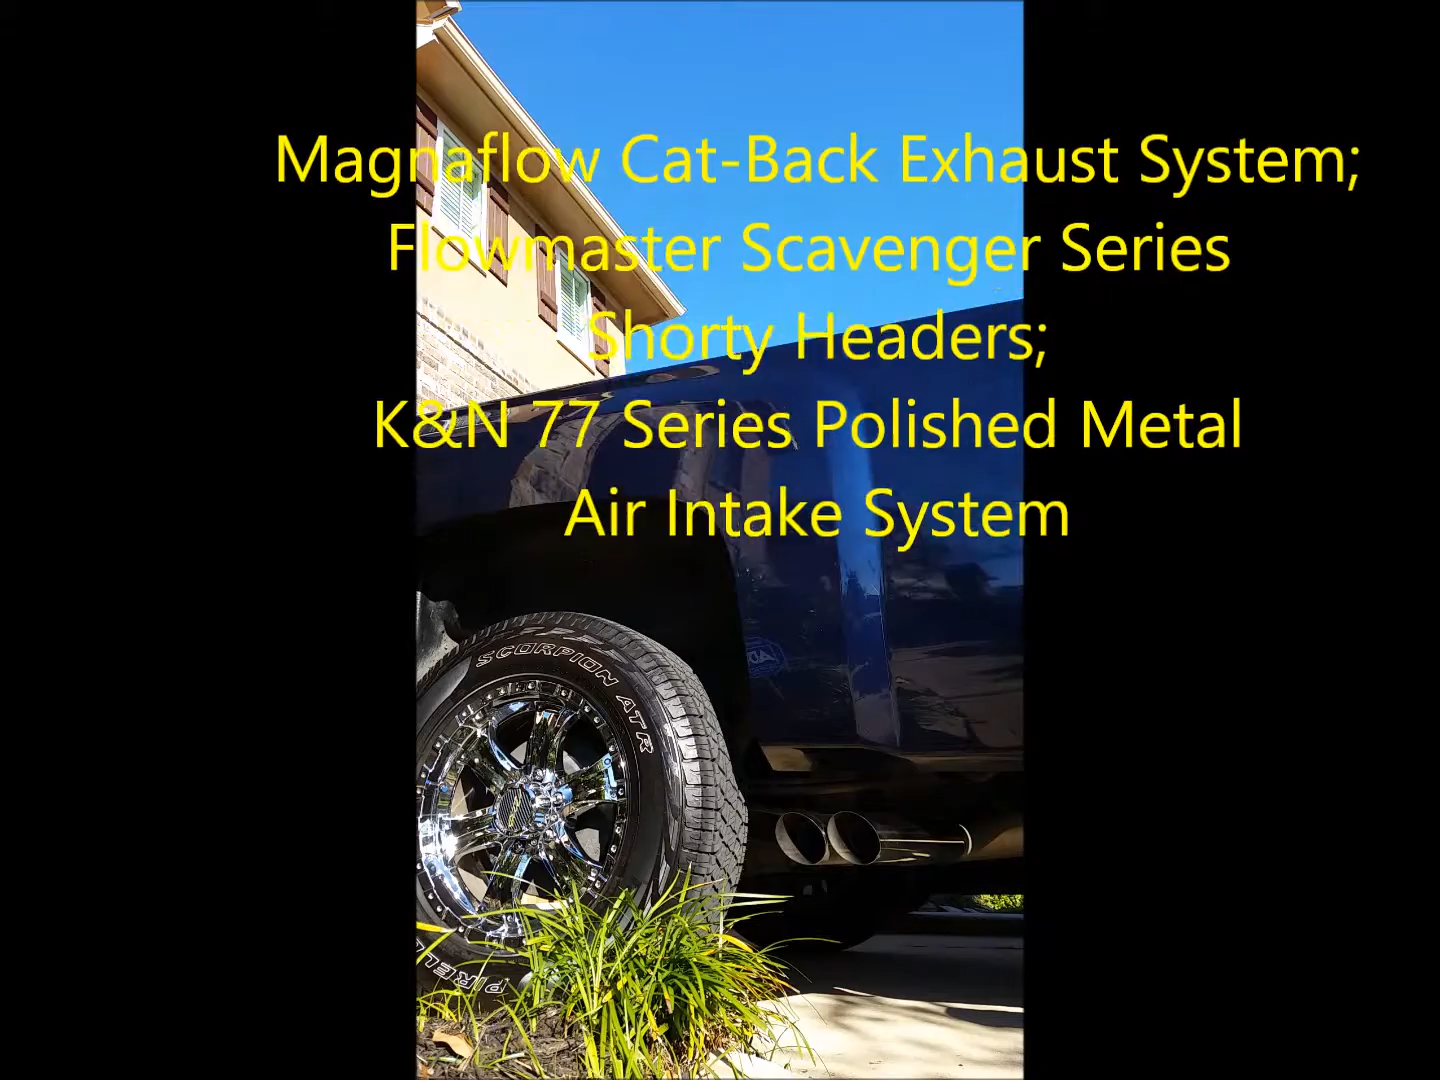 Magnaflow Cat-Back Exhaust System;
Flowmaster Scavenger Series
Shorty Headers;
K&N 77 Series Polished Metal
Air Intake System
SCORPION ATR
PIRELL